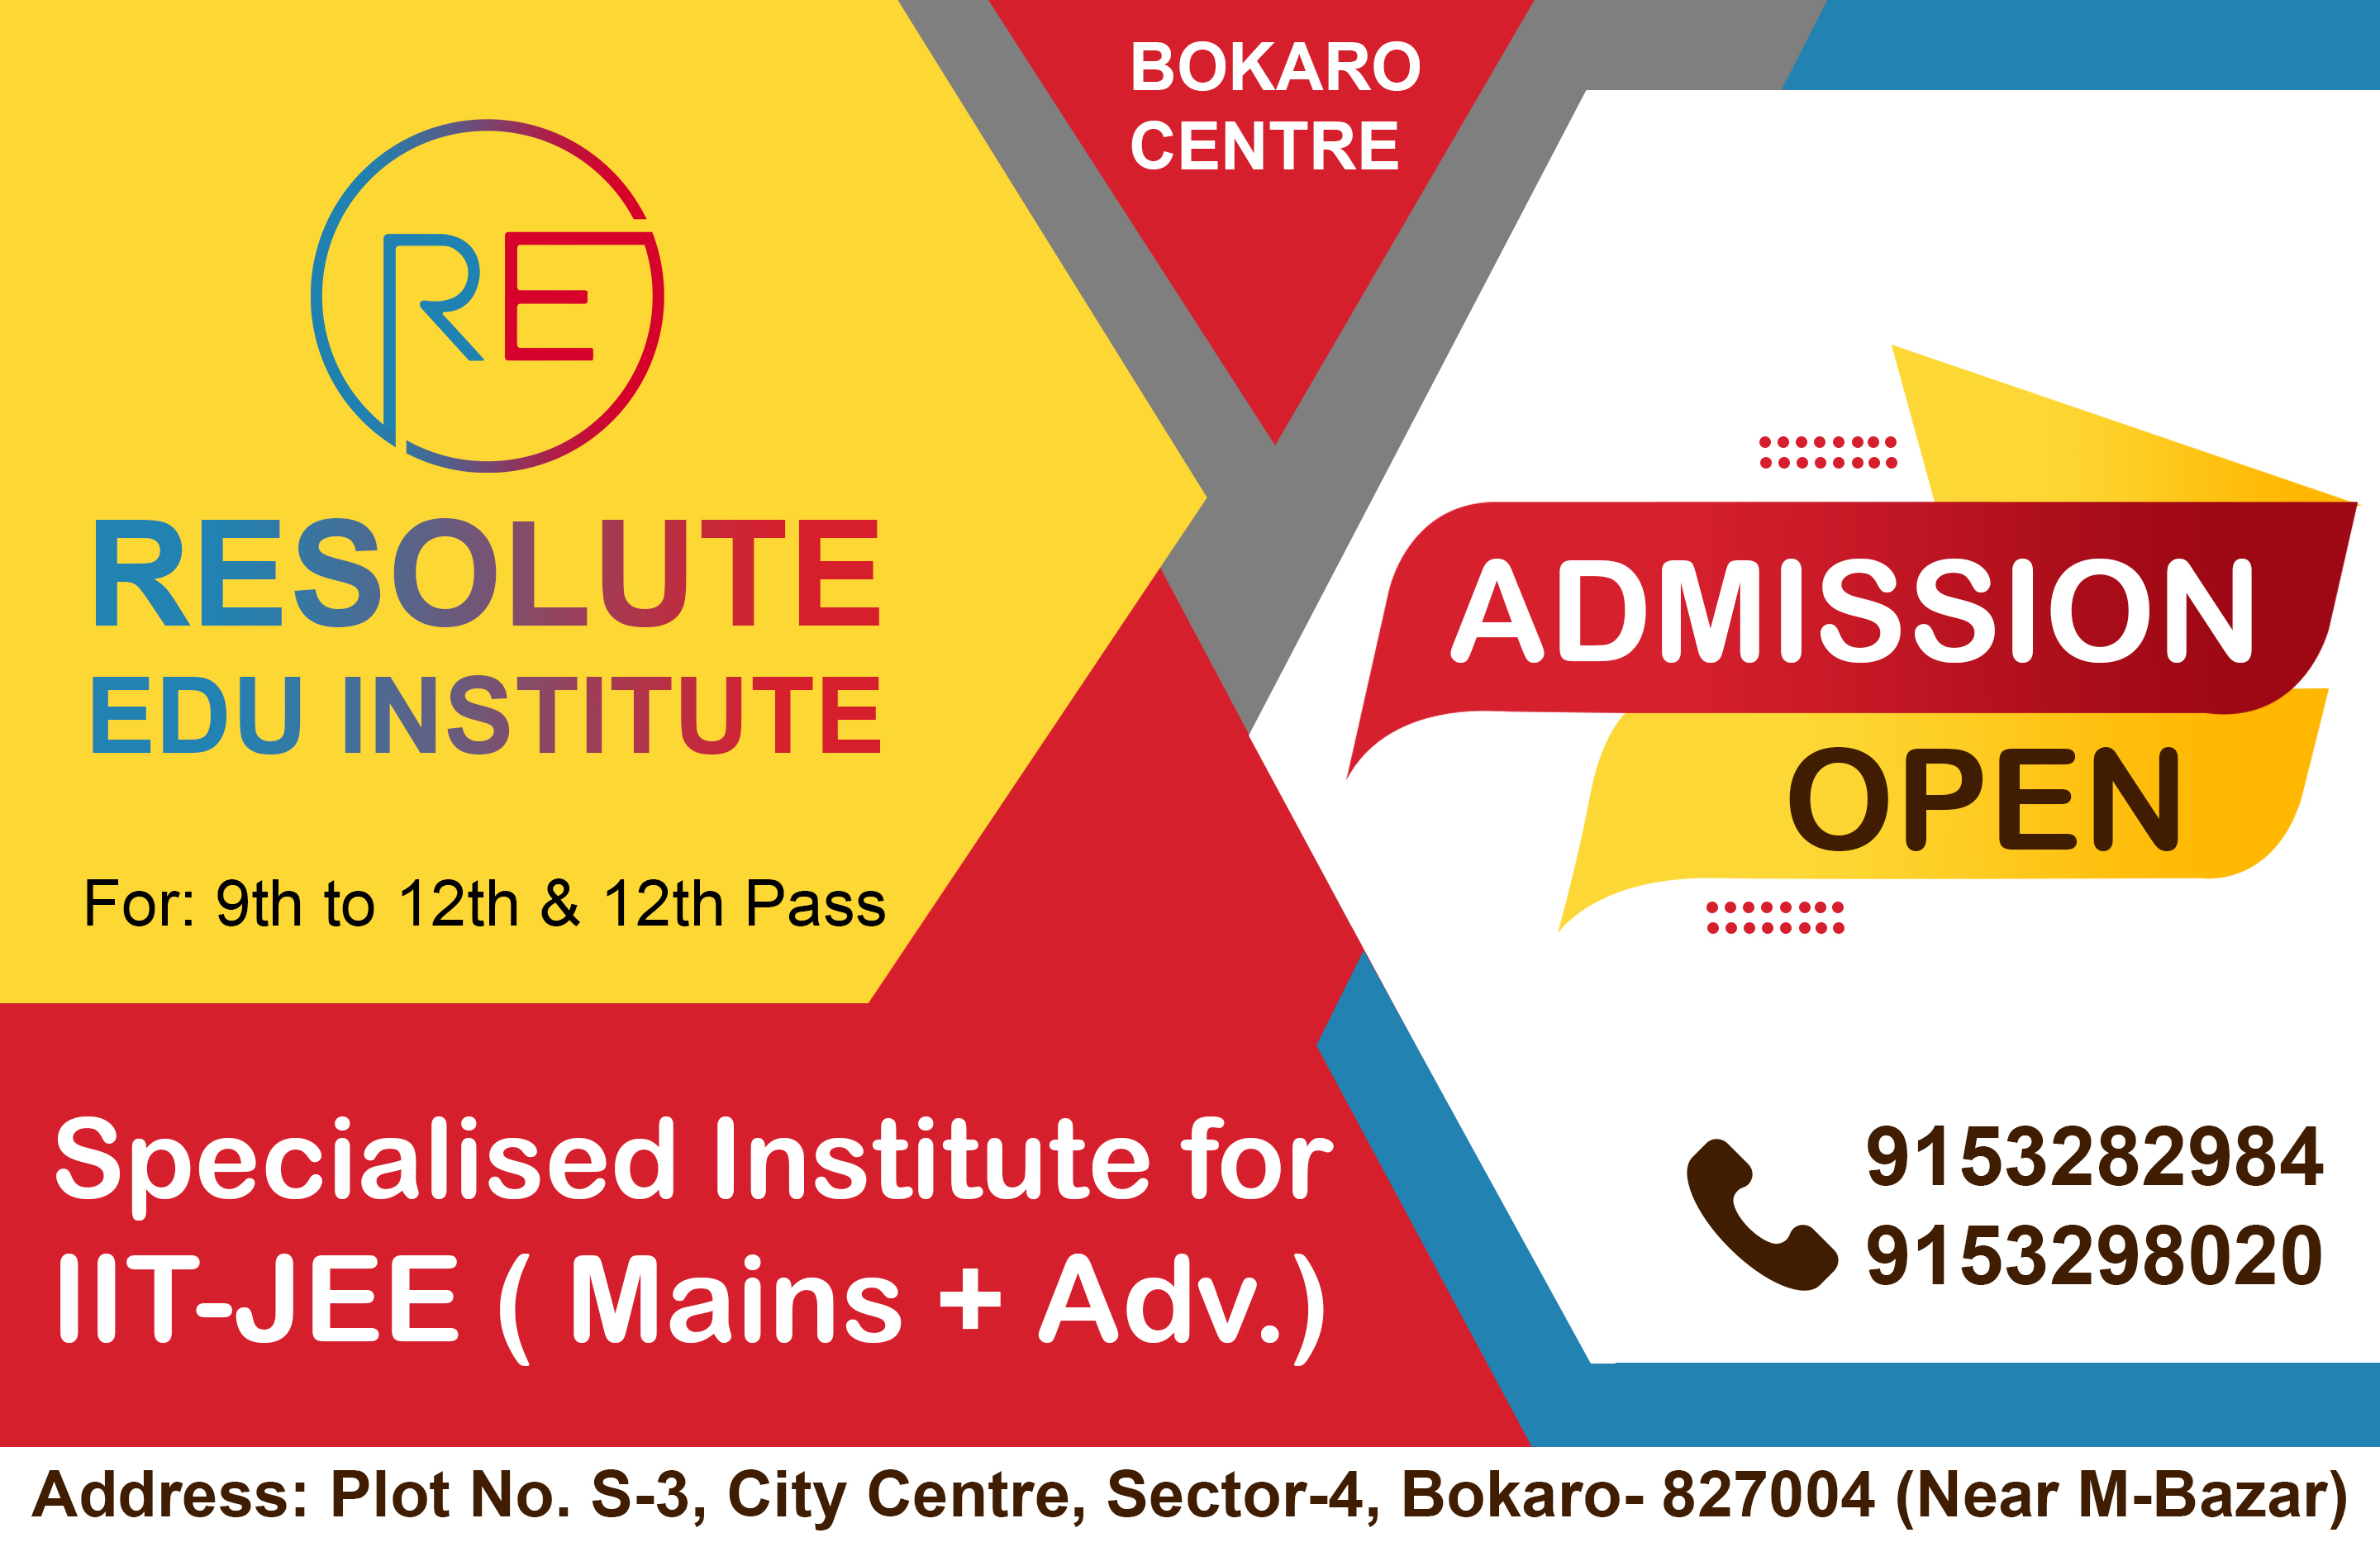 BOKARO
CENTRE
RE
RESOLUTE
EDU INSTITUTE
For: 9th to 12th & 12th Pass
ADMISSION
OPEN
Specialised Institute for
IIT-JEE ( Mains + Adv.)
9153282984
9153298020
Address: Plot No. S-3, City Centre, Sector-4, Bokaro- 827004 (Near M-Bazar)